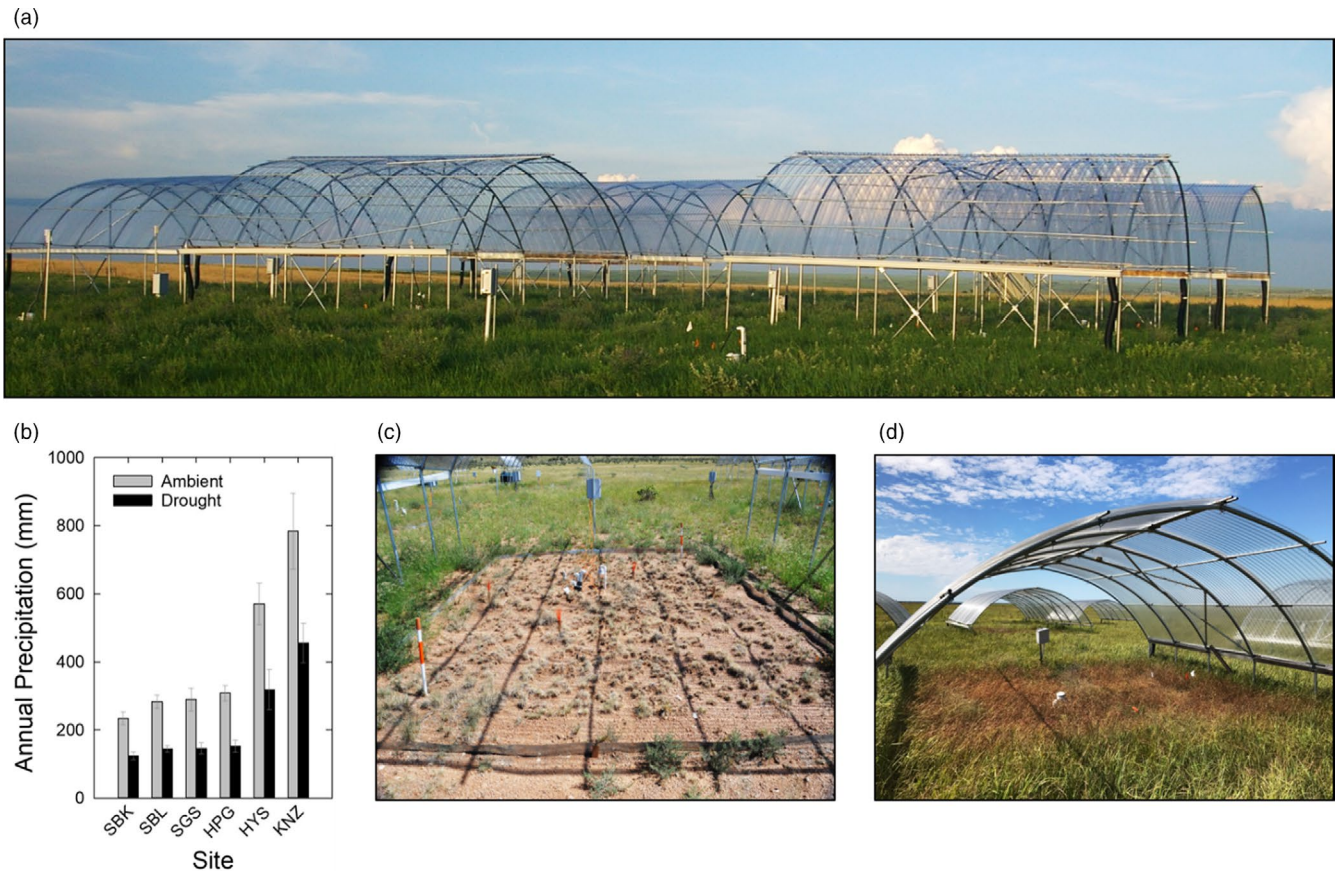 (a)
(b)
(c)
(d)
1000
800
600
400
200
0
Annual Precipitation (mm)
Ambient
Drought
SBK
SBL
SGS
HPG
HYS
KNZ
Site